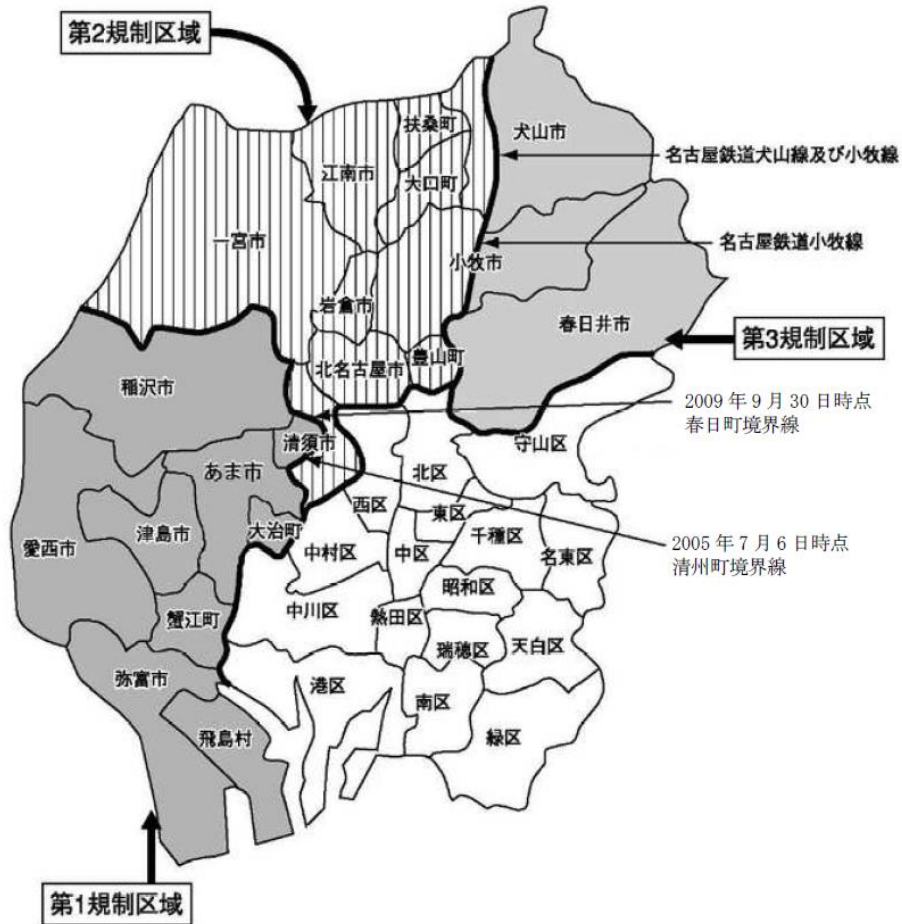 第2規制区域
犬山市
扶桑町
名古屋鉄道犬山線及び小牧線
江南市
大口町
一宮市
名古屋鉄道小牧線
小牧市
岩倉市
春日井市
第3規制区域
豊山町
北名古屋市
稲沢市
2009年9月30日時点
春日町境界線
清須市
守山区
あま市
北区
西区
東区
大治町
千種区
津島市
愛西市
中村区
中区
名東区
2005年7月6日時点
清州町境界線
昭和区
中川区
熱田区
蟹江町
瑞穂区
天白区
弥富市
港区
南区
飛島村
緑区
第1規制区域